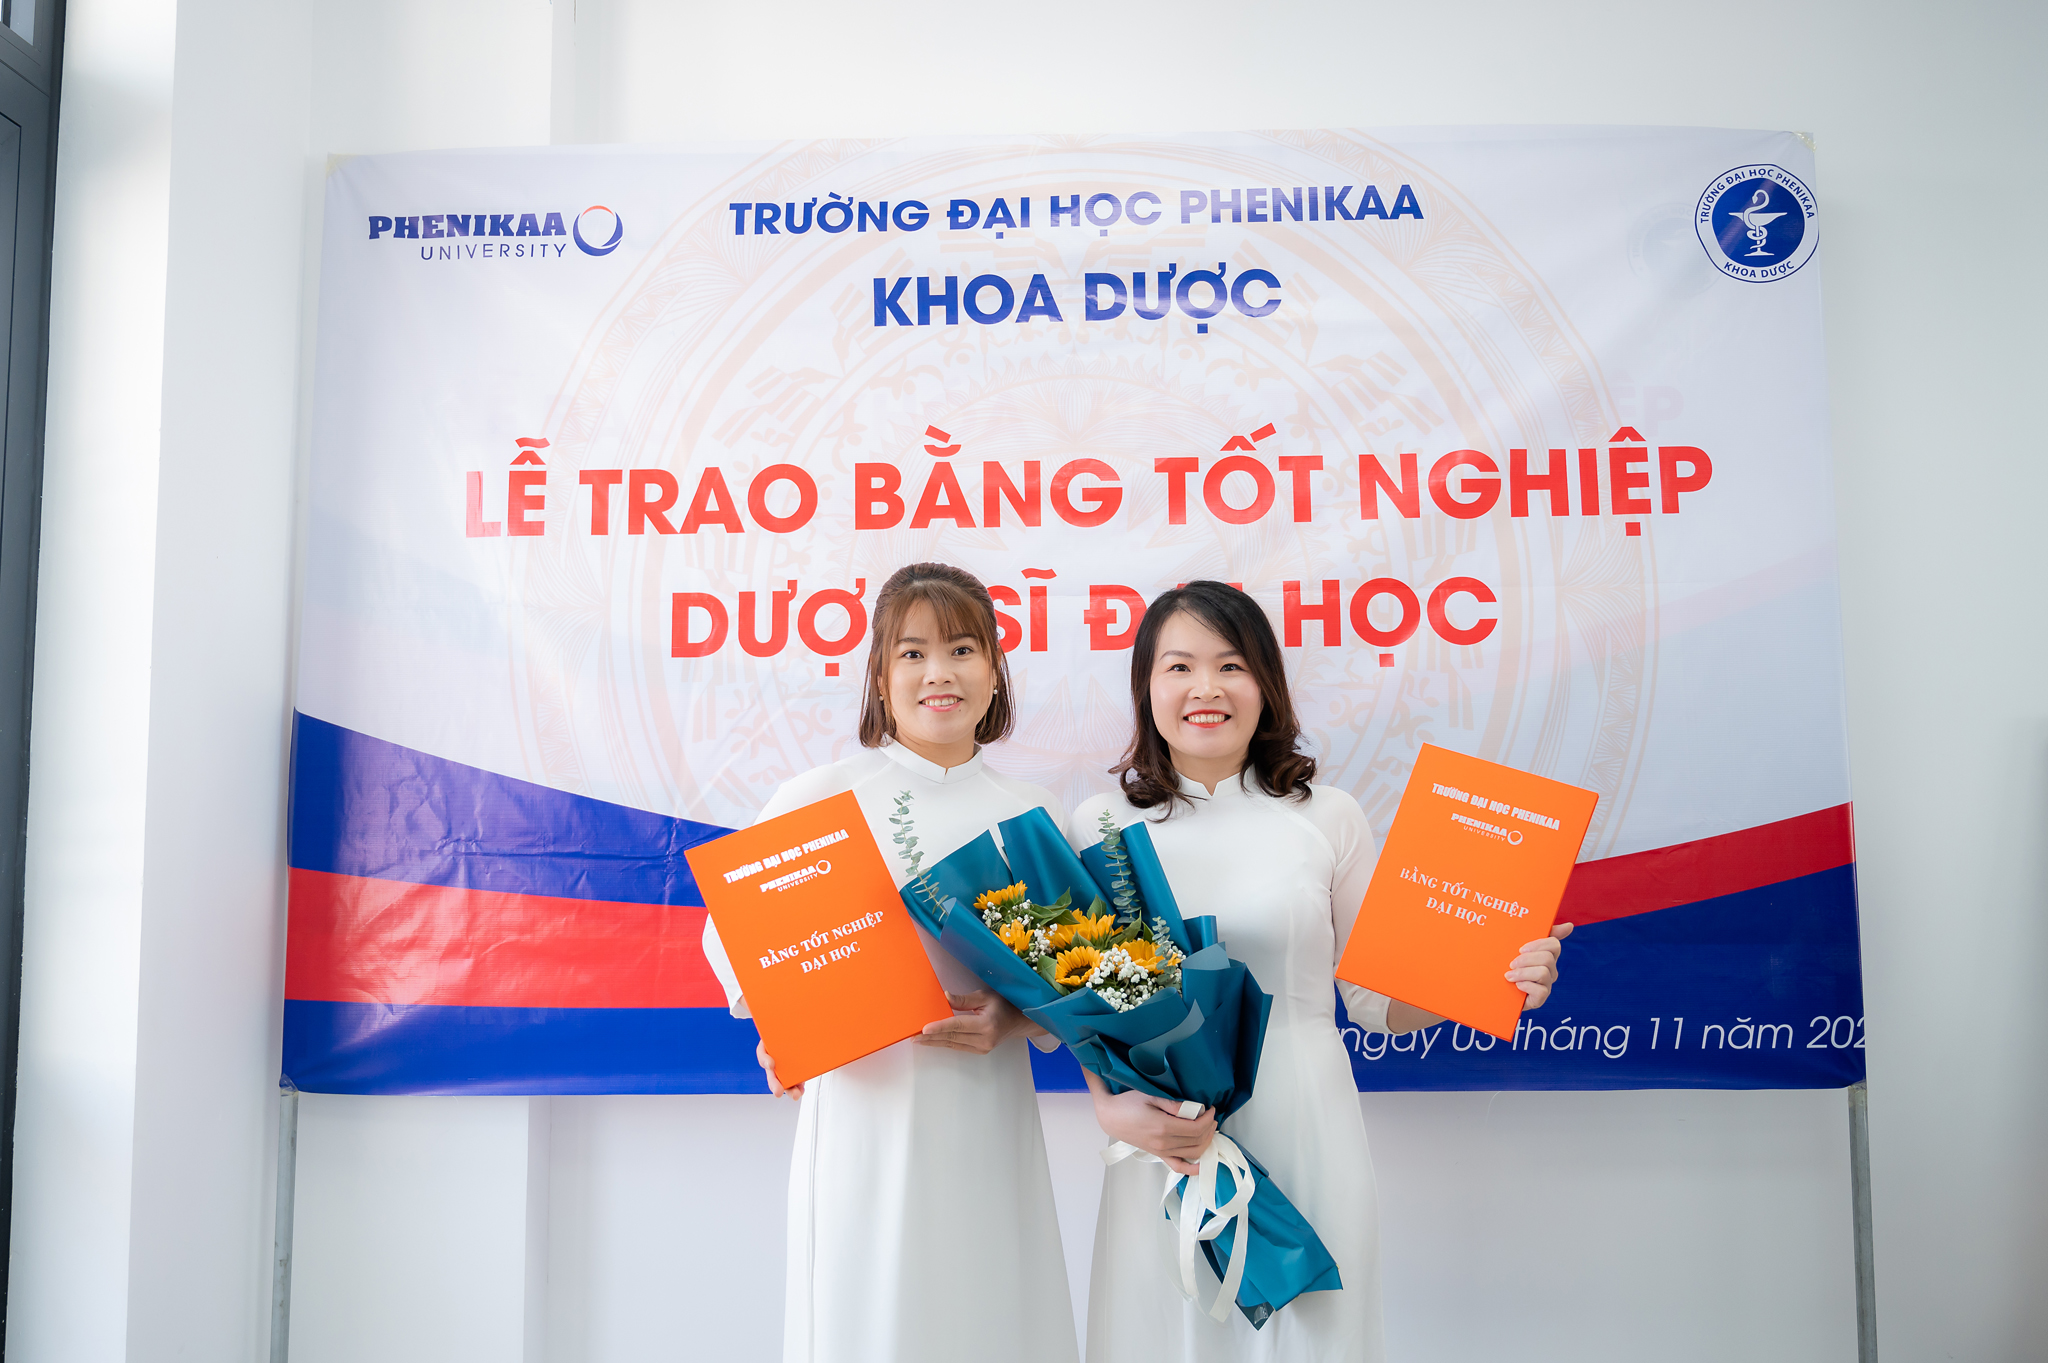 PHENIKAA
UNIVERSITY
TRƯỜNG ĐẠI HỌC PHENIKAA
KHOA DƯỢC
TRƯỜNG ĐẠI HỌC PHENIKAA
KHOA DƯỢC
LỄ TRAO BẰNG TỐT NGHIỆP
SĨ HỌC
ngày 03 tháng 11 năm
TRƯỜNG ĐẠI HỌC PHENIKAA
PHENIKAA
UNIVERSITY
BẰNG TỐT NGHIỆP
ĐẠI HỌC
TRƯỜNG ĐẠI HỌC PHENIKAA
PHENIKAA
UNIVERSITY
BẰNG TỐT NGHIỆP
ĐẠI HỌC